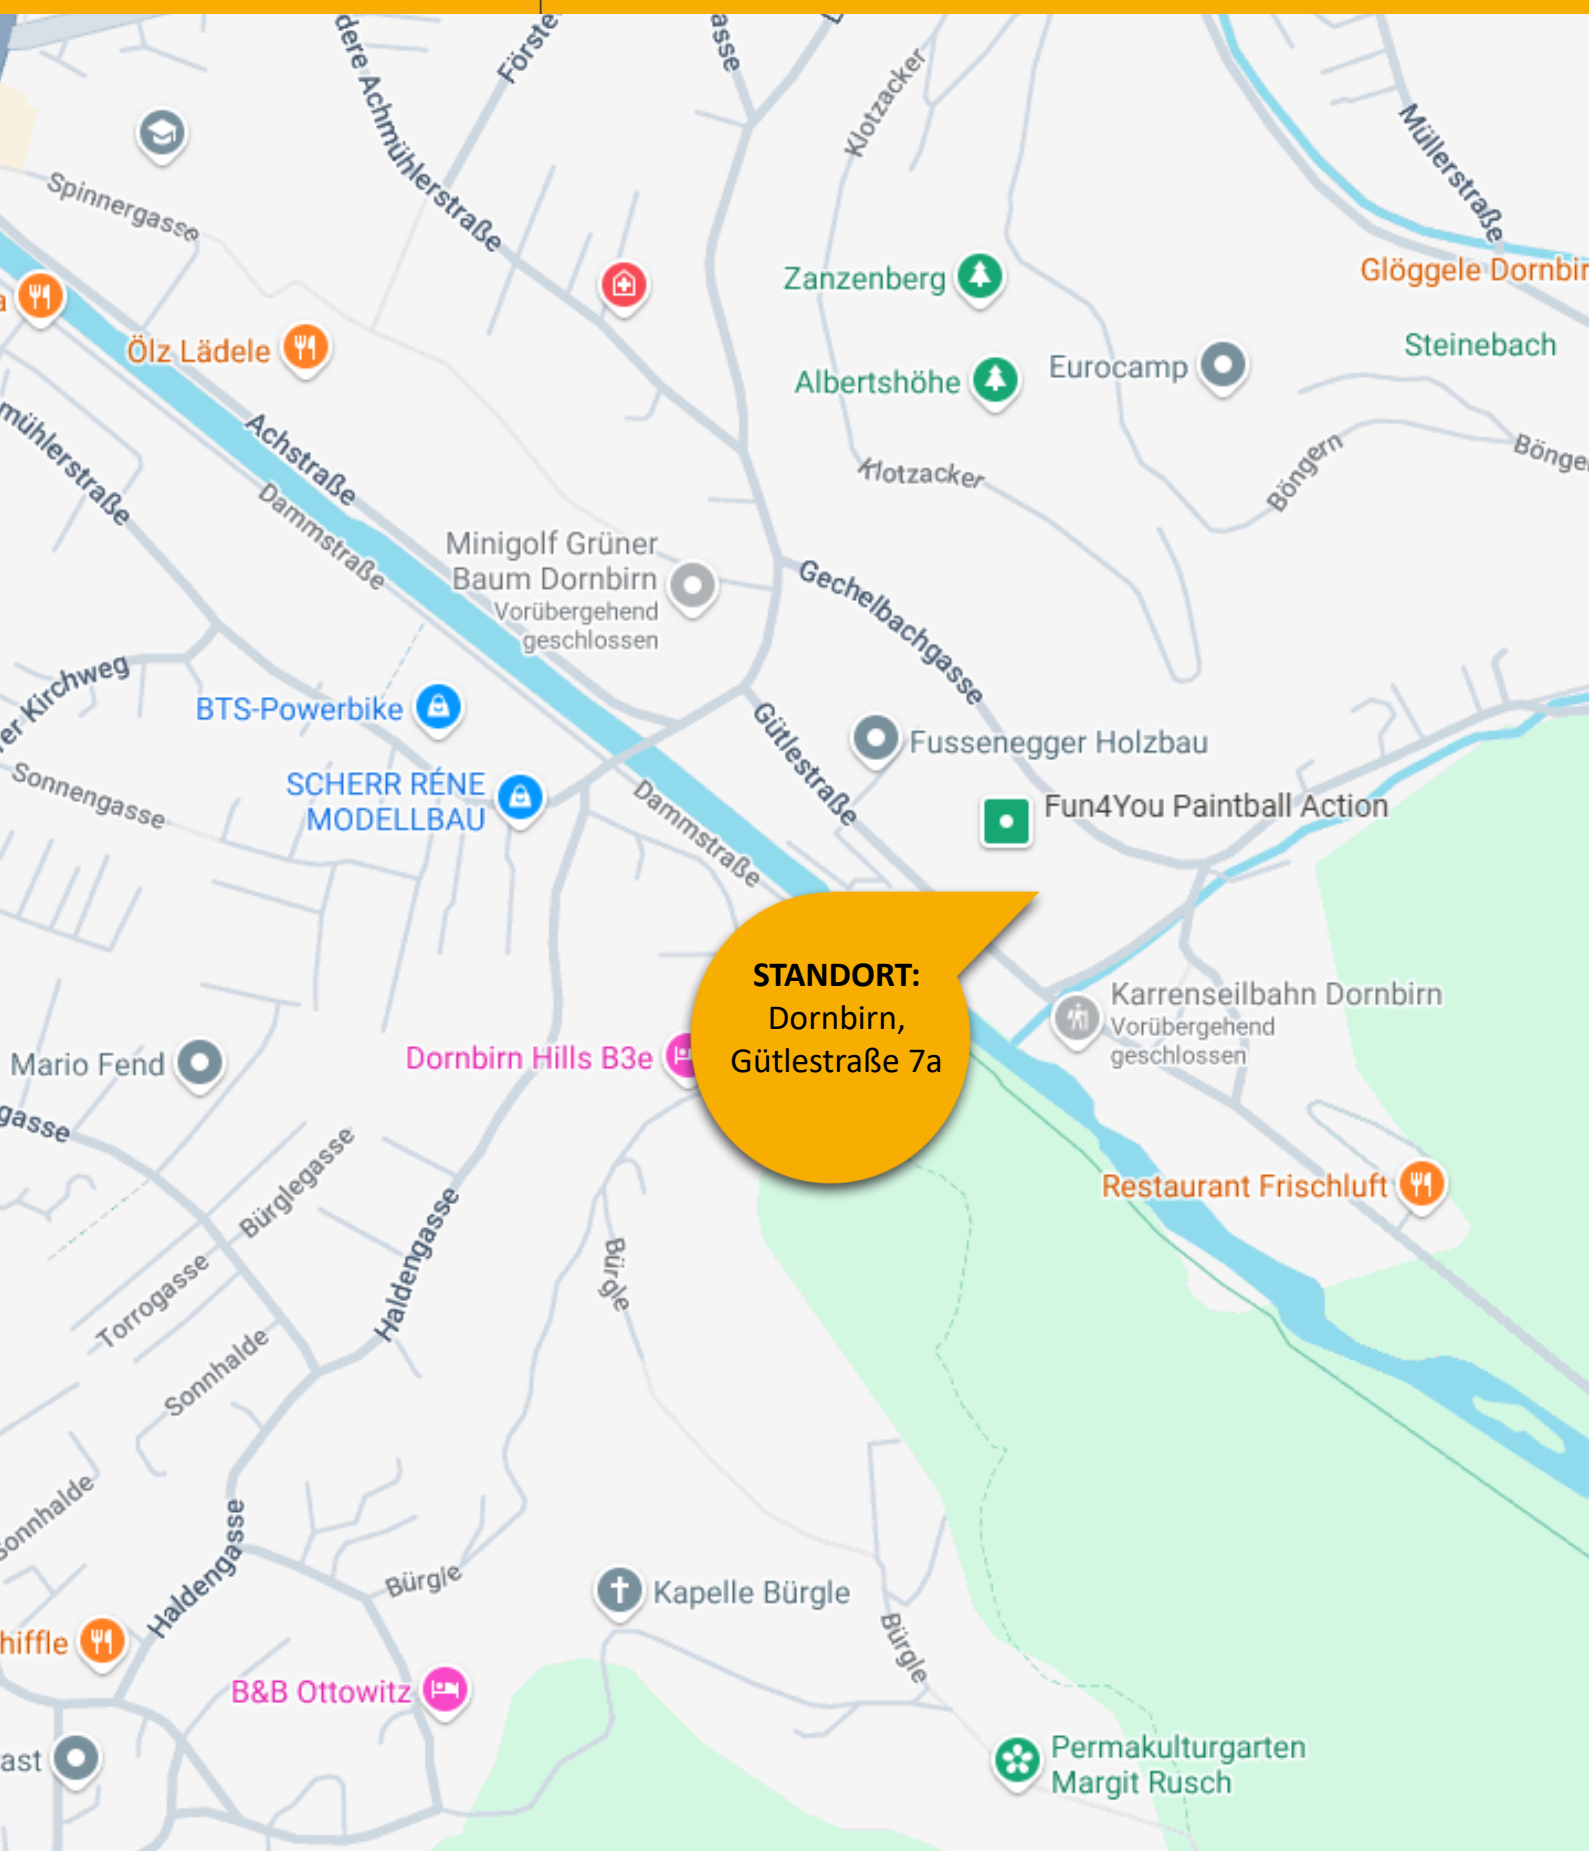 dere Achmühlerstraße
Förste
asse
Klotzacker
Müllerstraße
Spinnergasse
Zanzenberg
Glöggele Dornbir
Ölz Lädele
Steinebach
Albertshöhe
Eurocamp
mühlerstraße
Achstraße
Dammstraße
Klotzacker
Böngern
Bönge
Minigolf Grüner
Baum Dornbirn
Vorübergehend
geschlossen
Gechelbachgasse
er Kirchweg
BTS-Powerbike
Gütlestraße
Fussenegger Holzbau
Sonnengasse
SCHERR RÉNE
MODELLBAU
Dammstraße
Fun4You Paintball Action
STANDORT:
Dornbirn,
Gütlestraße 7a
Karrenseilbahn Dornbirn
Vorübergehend
geschlossen
Mario Fend
Dornbirn Hills B3e
gasse
Bürglegasse
Restaurant Frischluft
Haldengasse
Bürgle
Torrogasse
Sonnhalde
Sonnhalde
Haldengasse
Bürgle
Kapelle Bürgle
Bürgle
hiffle
B&B Ottowitz
ast
Permakulturgarten
Margit Rusch